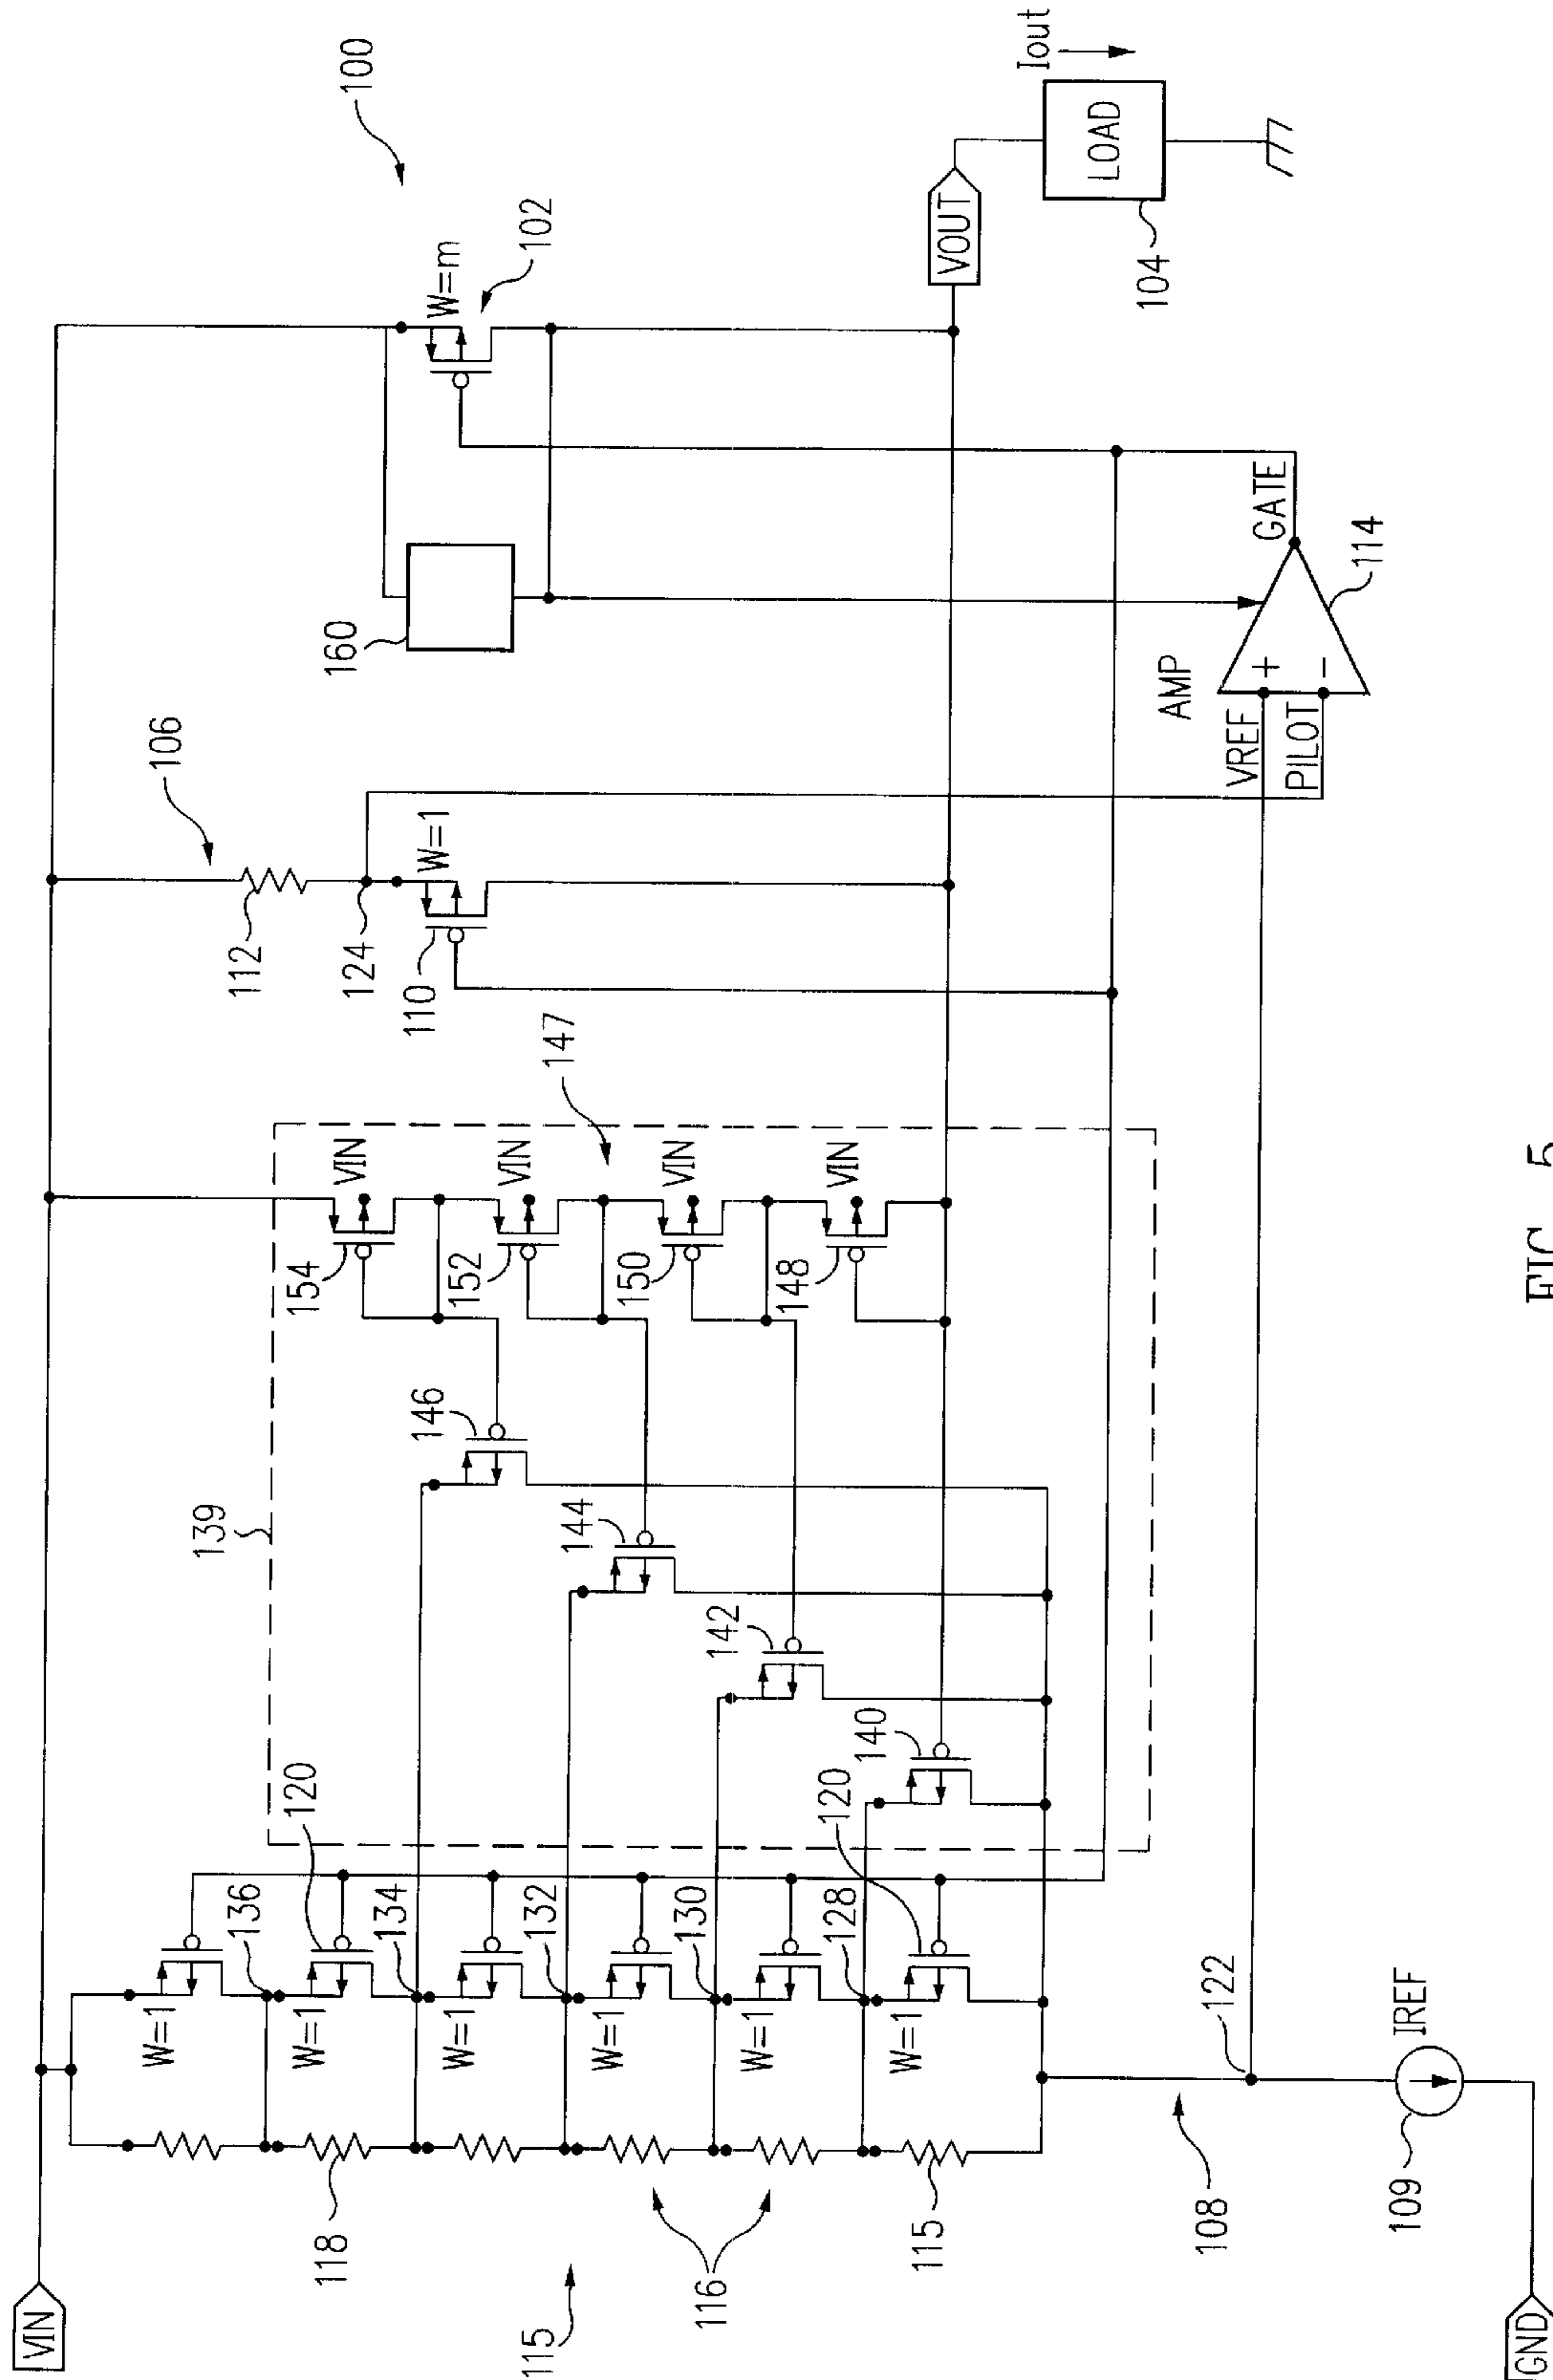 VIN
100
W=m
102
160
106
112
124
W=1
110
147
VIN
VIN
VIN
VIN
154
152
150
148
139
146
144
142
140
120
136
134
132
130
128
120
W=1
W=1
W=1
W=1
W=1
W=1
118
116
115
115
108
122
IREF
109
GND
AMP
VREF
PILOT
+
−
GATE
114
VOUT
Iout
LOAD
104
FIG. 5